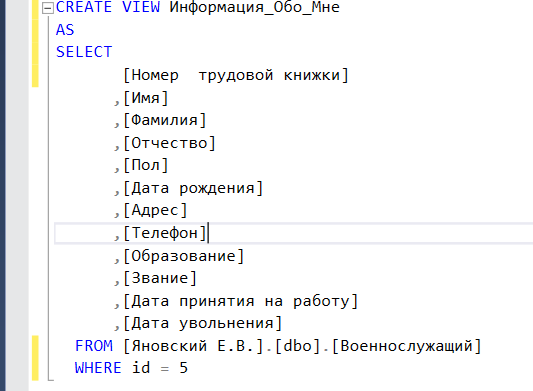 CREATE VIEW Информация_Обо_Мне
AS
SELECT
[Номер  трудовой книжки]
,[Имя]
,[Фамилия]
,[Отчество]
,[Пол]
,[Дата рождения]
,[Адрес]
,[Телефон]
,[Образование]
,[Звание]
,[Дата принятия на работу]
,[Дата увольнения]
FROM [Яновский Е.В.].[dbo].[Военнослужащий]
WHERE id = 5